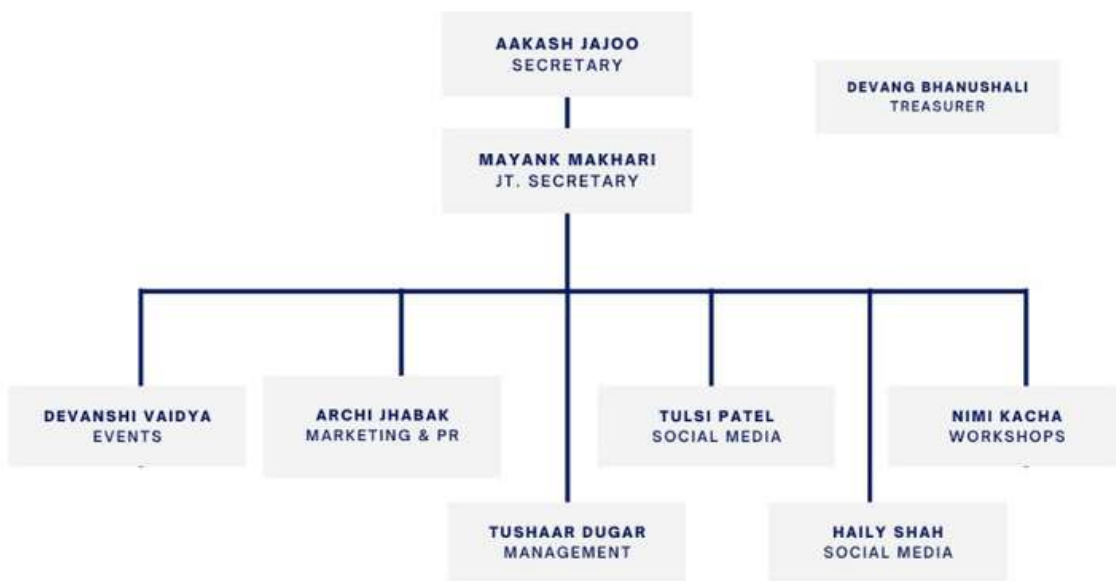 AAKASH JAJOO
SECRETARY
DEVANG BHANUSHALI
TREASURER
MAYANK MAKHARI
JT. SECRETARY
DEVANSHI VAIDYA
EVENTS
ARCHI JHABAK
MARKETING & PR
TULSI PATEL
SOCIAL MEDIA
NIMI KACHA
WORKSHOPS
TUSHAAR DUGAR
MANAGEMENT
HAILY SHAH
SOCIAL MEDIA